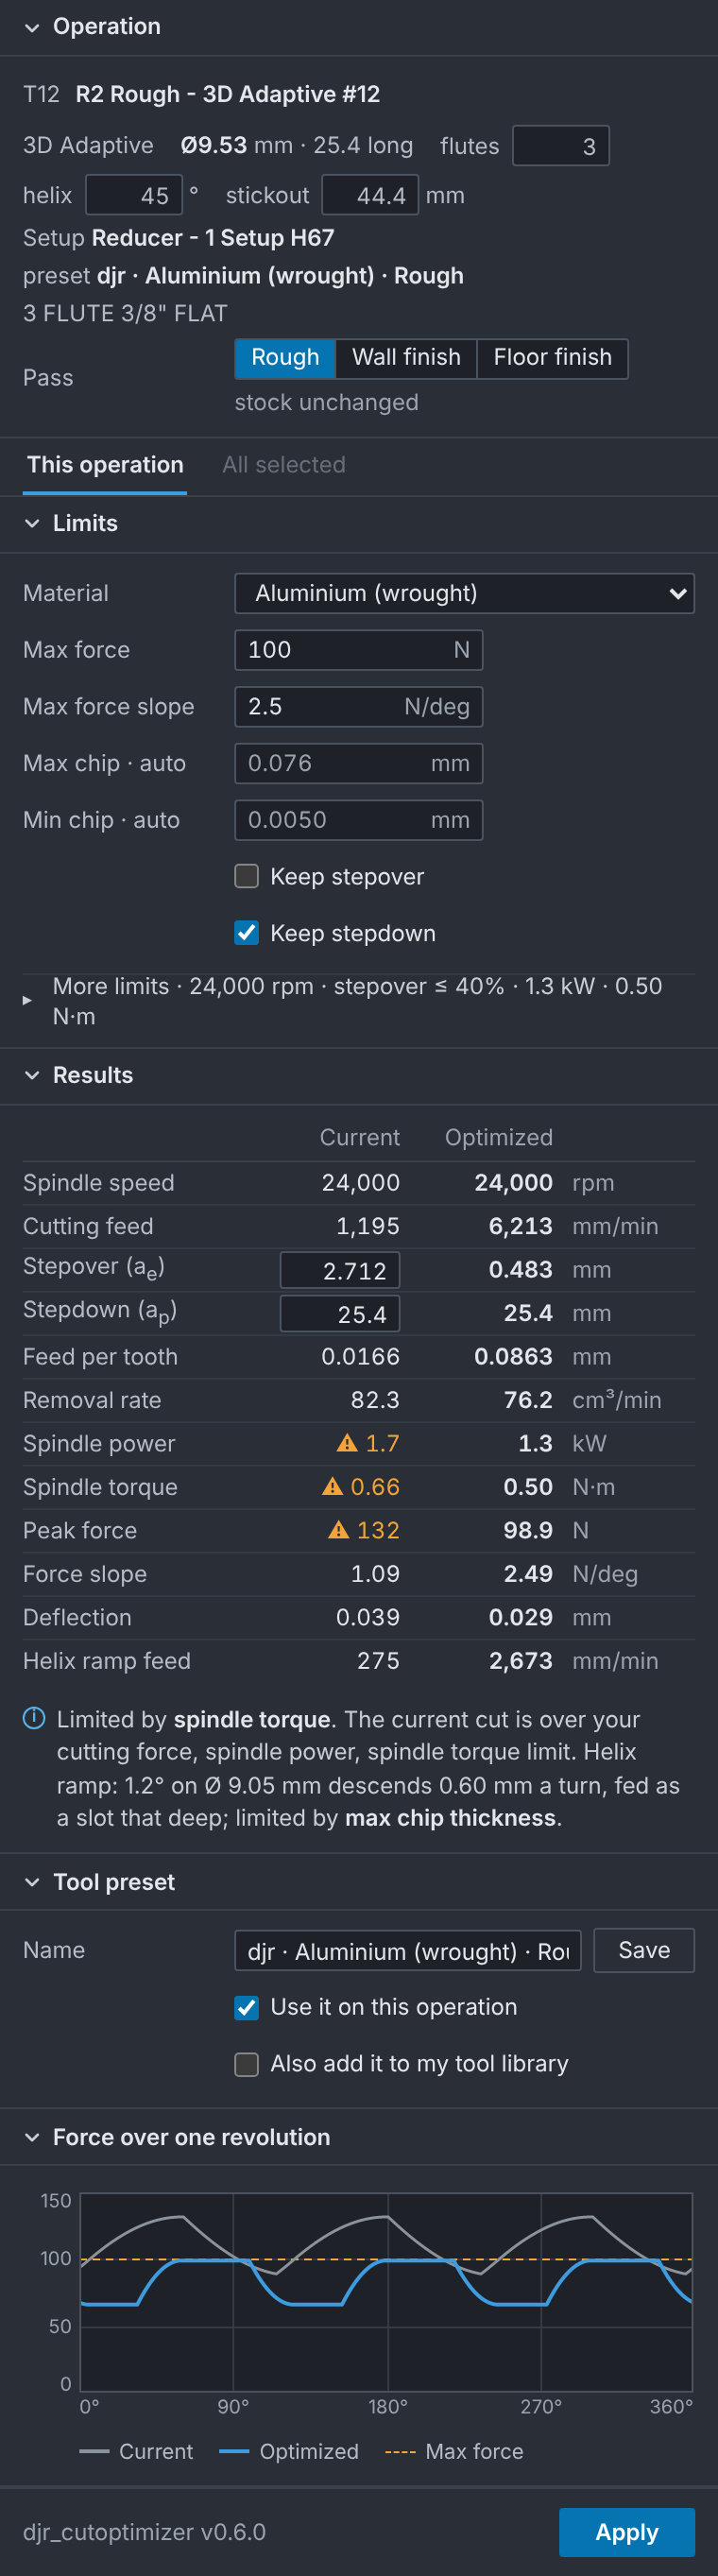 Operation
T12 R2 Rough - 3D Adaptive #12
3D Adaptive Ø9.53 mm · 25.4 long flutes 3
helix 45 ° stickout 44.4 mm
Setup Reducer - 1 Setup H67
preset djr · Aluminium (wrought) · Rough
3 FLUTE 3/8" FLAT
Pass Rough Wall finish Floor finish
stock unchanged
This operation All selected
Limits
Material Aluminium (wrought)
Max force 100 N
Max force slope 2.5 N/deg
Max chip · auto 0.076 mm
Min chip · auto 0.0050 mm
Keep stepover
Keep stepdown
More limits · 24,000 rpm · stepover ≤ 40% · 1.3 kW · 0.50
N·m
Results
Current Optimized
Spindle speed 24,000 24,000 rpm
Cutting feed 1,195 6,213 mm/min
Stepover (ae) 2.712 0.483 mm
Stepdown (ap) 25.4 25.4 mm
Feed per tooth 0.0166 0.0863 mm
Removal rate 82.3 76.2 cm³/min
Spindle power 1.7 1.3 kW
Spindle torque 0.66 0.50 N·m
Peak force 132 98.9 N
Force slope 1.09 2.49 N/deg
Deflection 0.039 0.029 mm
Helix ramp feed 275 2,673 mm/min
Limited by spindle torque. The current cut is over your
cutting force, spindle power, spindle torque limit. Helix
ramp: 1.2° on Ø 9.05 mm descends 0.60 mm a turn, fed as
a slot that deep; limited by max chip thickness.
Tool preset
Name djr · Aluminium (wrought) · Rou Save
Use it on this operation
Also add it to my tool library
Force over one revolution
150
100
50
0
0° 90° 180° 270° 360°
Current Optimized Max force
djr_cutoptimizer v0.6.0 Apply